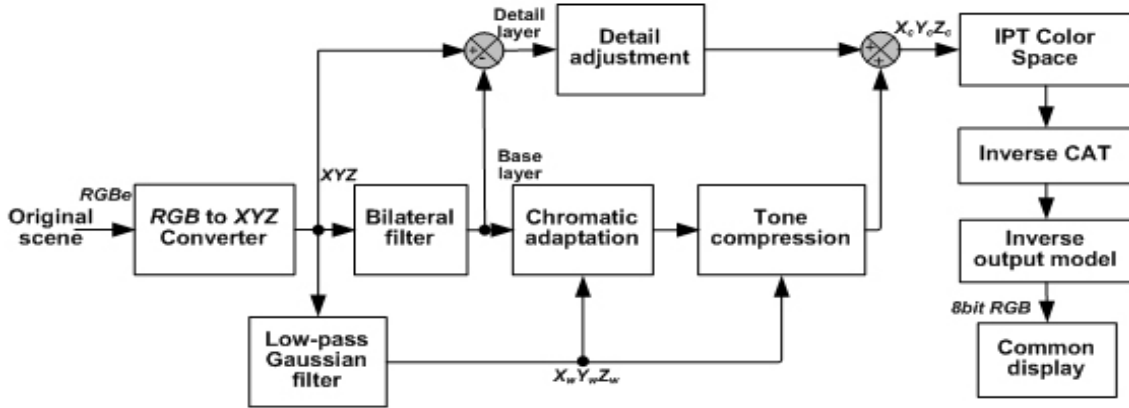 Detail
layer
Detail
adjustment
XcYcZc
IPT Color
Space
+
-
+
+
Inverse CAT
Base
layer
RGBe
XYZ
Original
scene
RGB to XYZ
Converter
Bilateral
filter
Chromatic
adaptation
Tone
compression
Inverse
output model
8bit RGB
Low-pass
Gaussian
filter
XwYwZw
Common
display